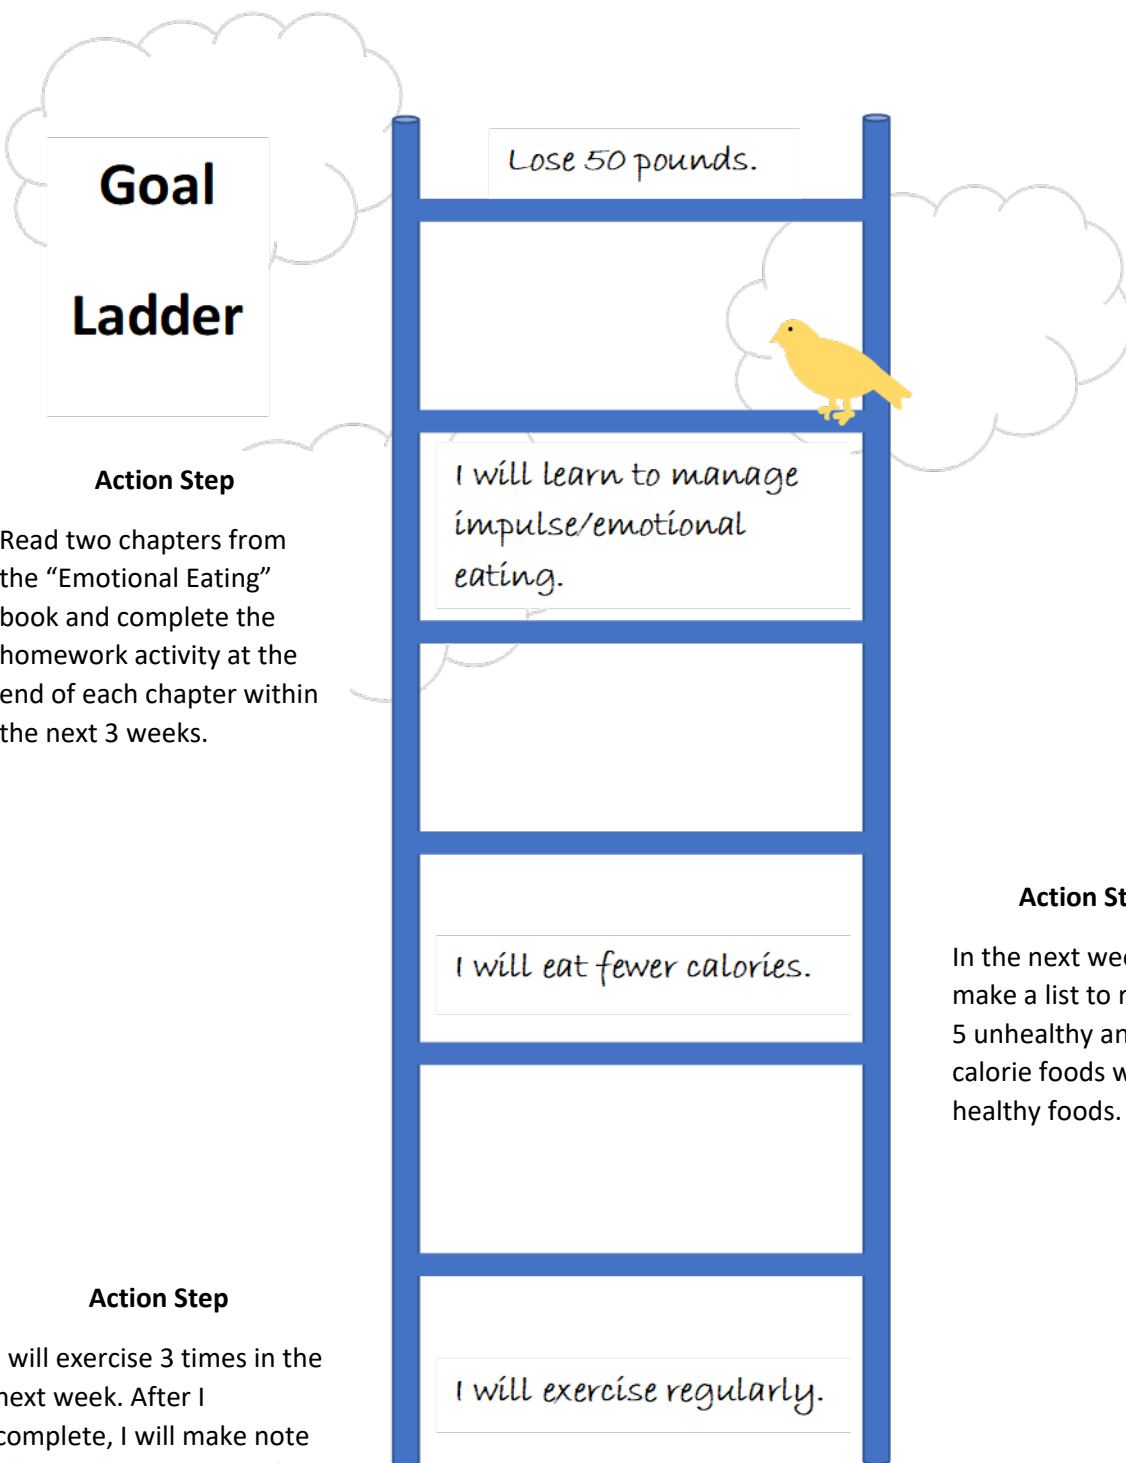 Goal
Ladder
Lose 50 pounds.
Action Step
Read two chapters from
the “Emotional Eating”
book and complete the
homework activity at the
end of each chapter within
the next 3 weeks.
I will learn to manage
impulse/emotional
eating.
I will eat fewer calories.
Action
In the next
make a list to
5 unhealthy
calorie foods
healthy foods.
Action Step
will exercise 3 times in the
next week. After I
complete, I will make note
I will exercise regularly.